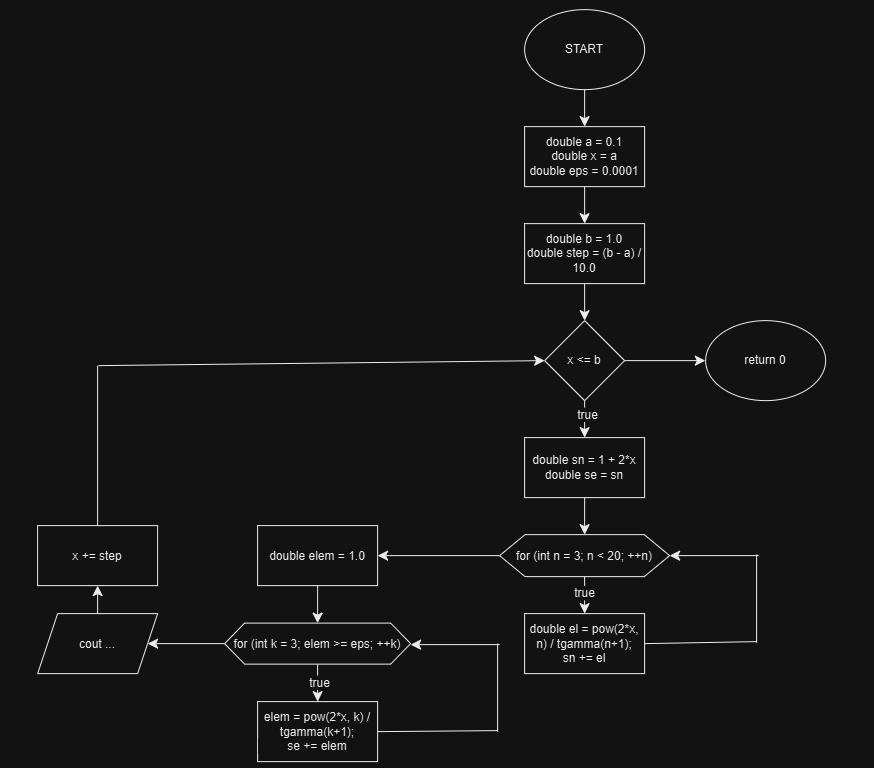 START
double a = 0.1
double x = a
double eps = 0.0001
double b = 1.0
double step = (b - a) /
10.0
x <= b
return 0
true
double sn = 1 + 2*x
double se = sn
for (int n = 3; n < 20; ++n)
true
double el = pow(2*x,
n) / tgamma(n+1);
sn += el
double elem = 1.0
for (int k = 3; elem >= eps; ++k)
true
elem = pow(2*x, k) /
tgamma(k+1);
se += elem
cout ...
x += step